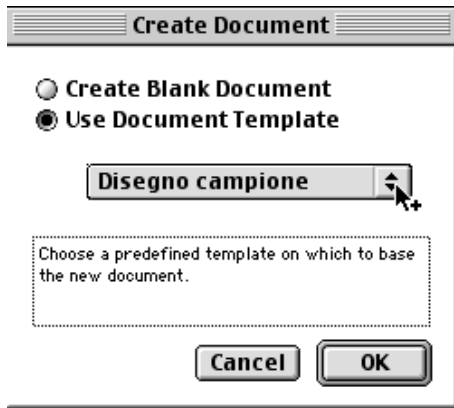 Create Document
Create Blank Document
Use Document Template
Disegno campione
Choose a predefined template on which to base
the new document.
Cancel
OK